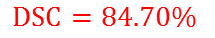 DSC = 84.70%